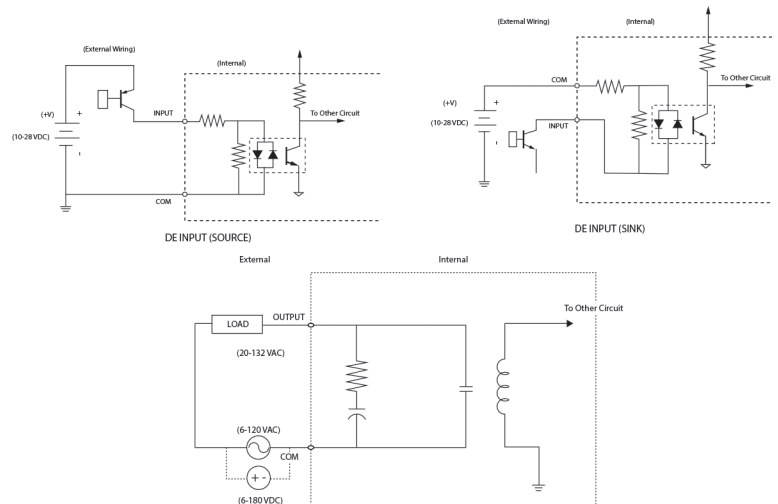 (External Wiring)
(Internal)
(+V)
+
(10-28 VDC)
-
INPUT
To Other Circuit
COM
DE INPUT (SOURCE)
(External Wiring)
(Internal)
COM
To Other Circuit
(+V)
+
(10-28 VDC)
-
INPUT
DE INPUT (SINK)
External
Internal
LOAD
OUTPUT
To Other Circuit
(20-132 VAC)
(6-120 VAC)
COM
+ -
(6-180 VDC)